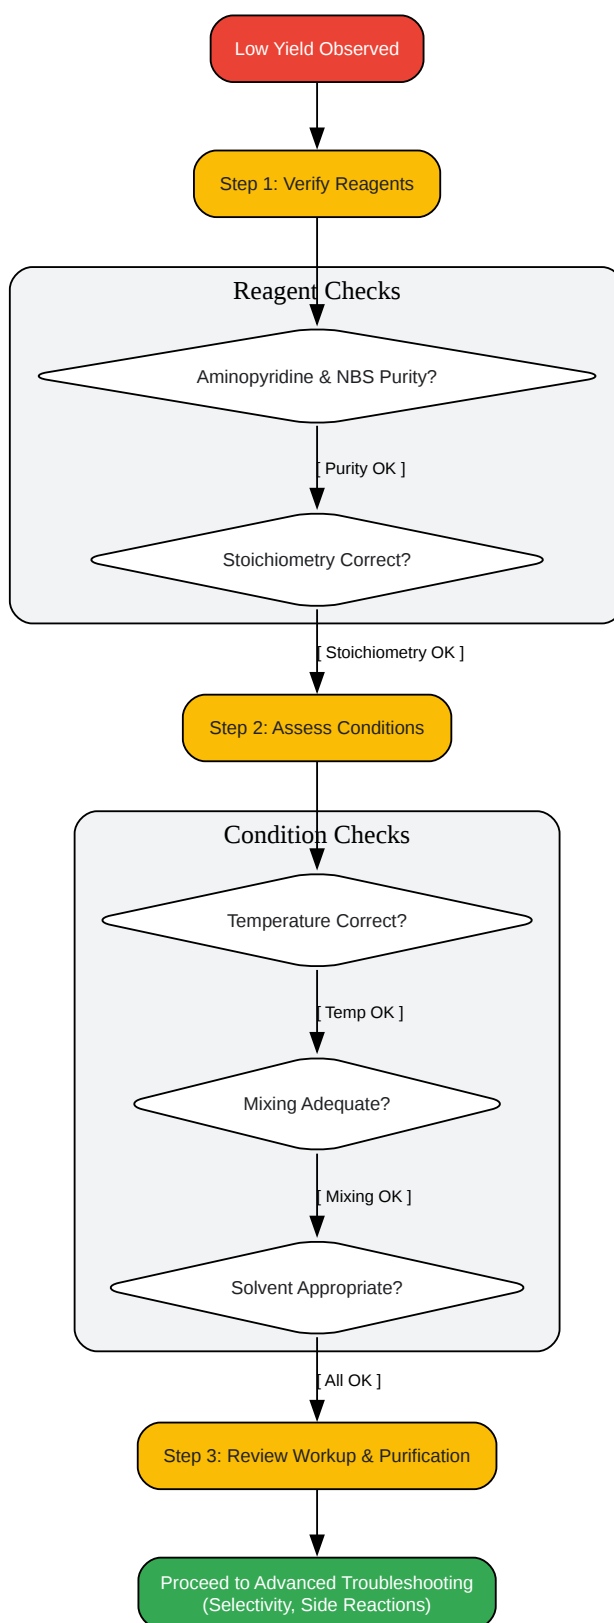 Low Yield Observed
Step 1: Verify Reagents
Reagent Checks
Aminopyridine & NBS Purity?
[ Purity OK ]
Stoichiometry Correct?
[ Stoichiometry OK ]
Step 2: Assess Conditions
Condition Checks
Temperature Correct?
[ Temp OK ]
Mixing Adequate?
[ Mixing OK ]
Solvent Appropriate?
[ All OK ]
Step 3: Review Workup & Purification
Proceed to Advanced Troubleshooting
(Selectivity, Side Reactions)